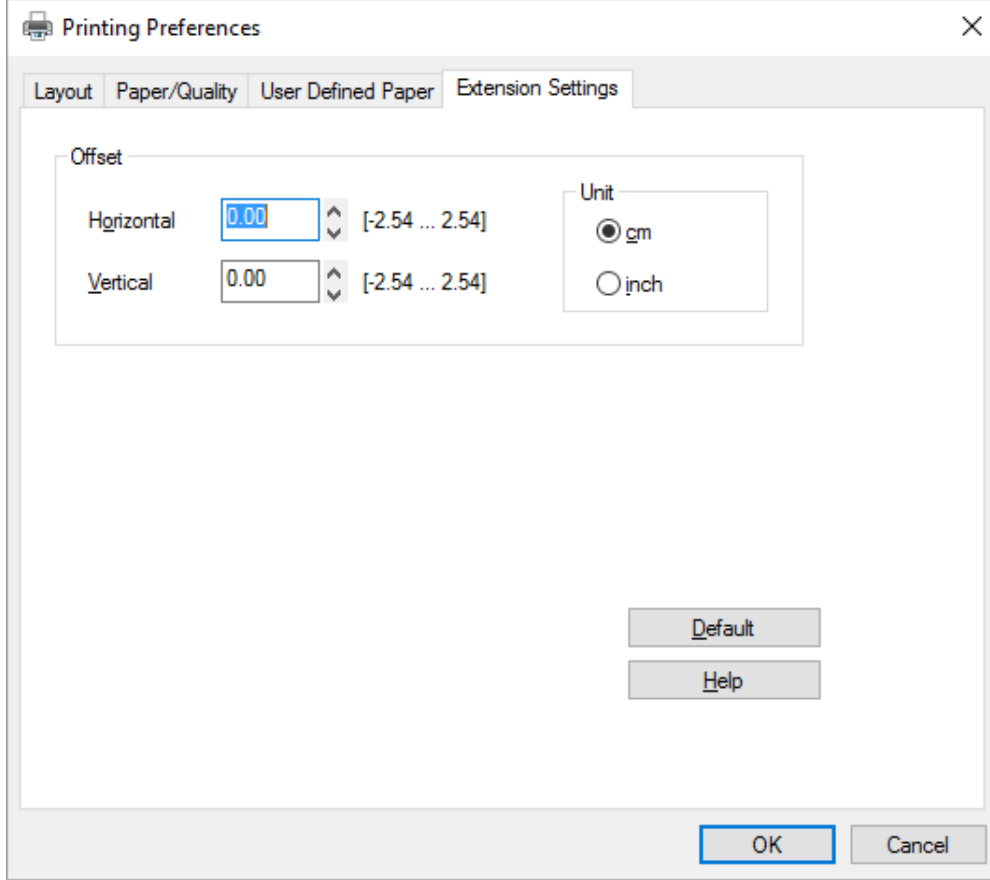 Printing Preferences
Layout Paper/Quality User Defined Paper Extension Settings
Offset
Horizontal 0.00 [-2.54 ... 2.54]
Vertical 0.00 [-2.54 ... 2.54]
Unit
cm
inch
Default
Help
OK Cancel